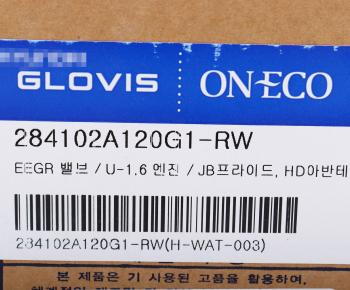 GLOVIS ONECO
284102A120G1-RW
EEGR 밸브 / U-1.6 엔진 / JB프라이드, HD아반테
284102A120G1-RW(H-WAT-003)
본 제품은 기 사용된 고품을 활용하여,